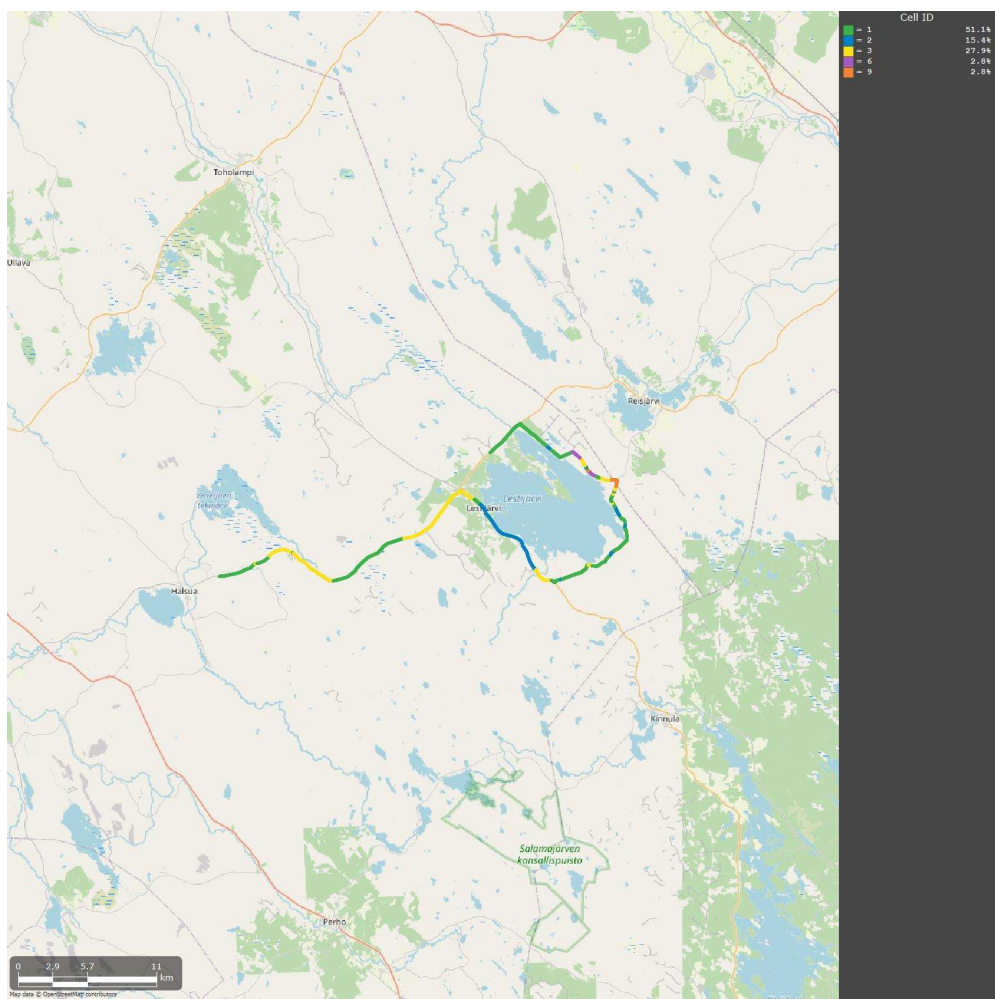 Cell ID
= 1 51.1%
= 2 15.4%
= 3 27.9%
= 6 2.8%
= 9 2.8%
Toholampi
Ullava
Reisjärvi
Lestijärvi
Lestijärvi
tekojärvi
Halsua
Kinnula
Salamajärven
kansallispuisto
Perho
0 2.9 5.7 11
km
Map data © OpenStreetMap contributors